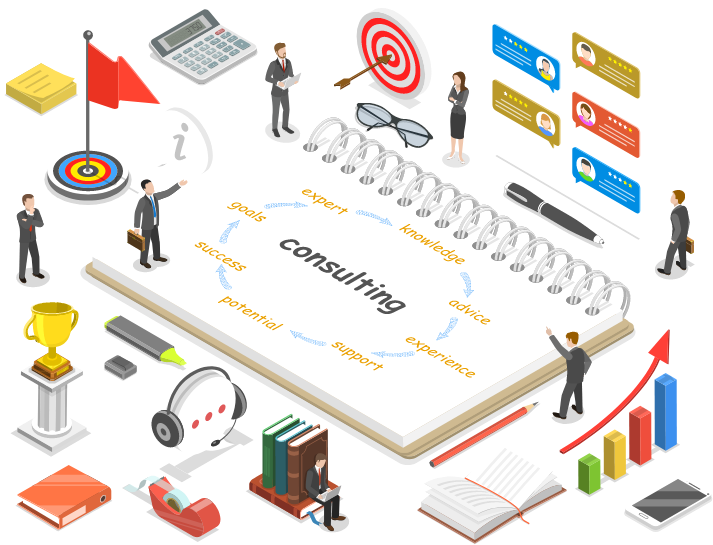 consulting
expert
knowledge
advice
experience
support
potential
success
goals
i